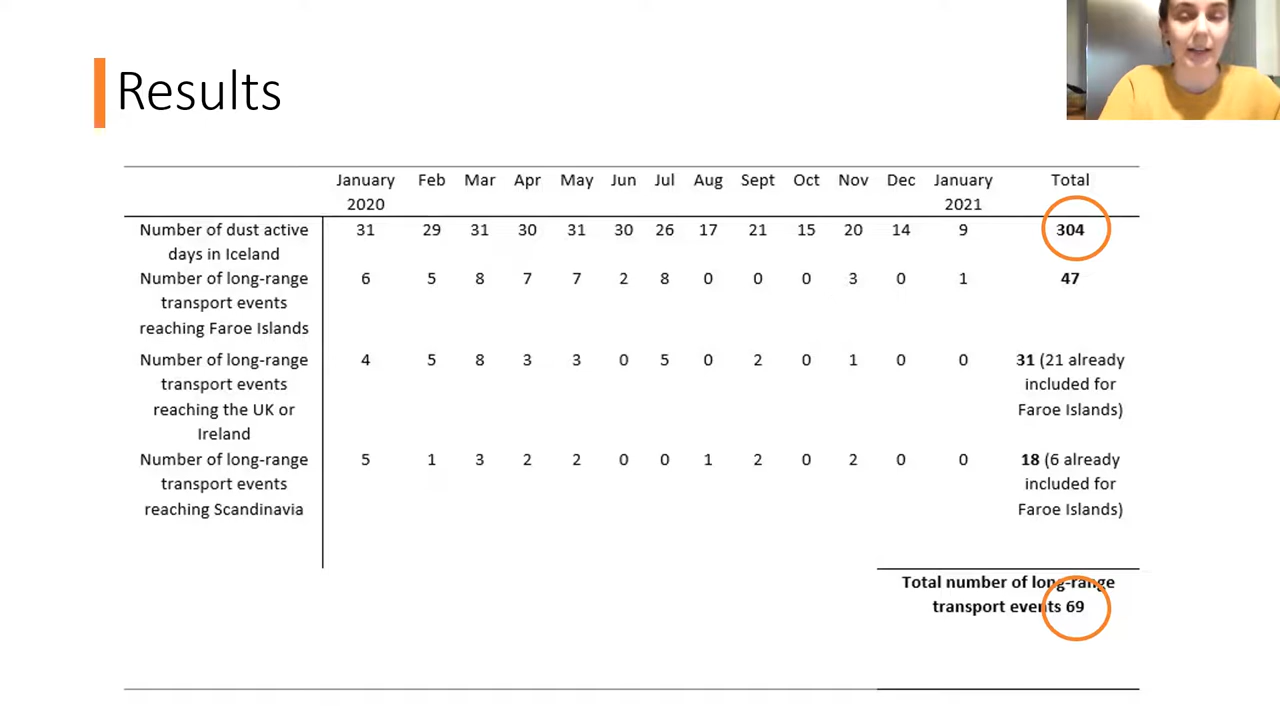 Results
January Feb Mar Apr May Jun Jul Aug Sept Oct Nov Dec January Total
2020 2021
Number of dust active 31 29 31 30 31 30 26 17 21 15 20 14 9 304
days in Iceland
Number of long-range 6 5 8 7 7 2 8 0 0 0 3 0 1 47
transport events
reaching Faroe Islands
Number of long-range 4 5 8 3 3 0 5 0 2 0 1 0 0 31 (21 already
transport events included for
reaching the UK or Faroe Islands)
Ireland
Number of long-range 5 1 3 2 2 0 0 1 2 0 2 0 0 18 (6 already
transport events included for
reaching Scandinavia Faroe Islands)
Total number of long-range
transport events 69